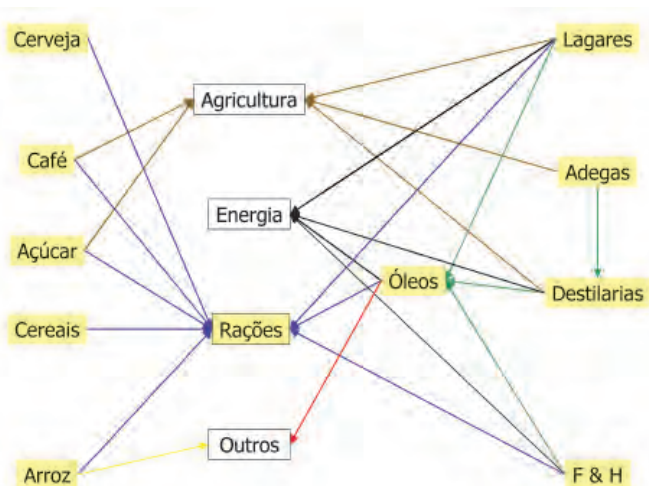 Cerveja
Lagares
Agricultura
Café
Adegas
Energia
Açúcar
Óleos
Destilarias
Cereais
Rações
Outros
Arroz
F & H